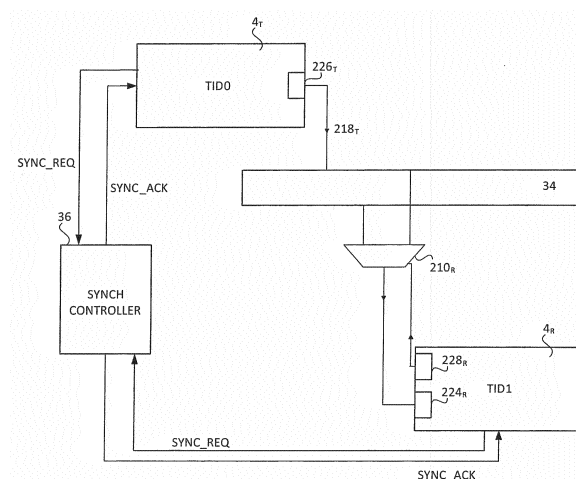 4T
226T
TID0
218T
SYNC_REQ
SYNC_ACK
34
36
210R
SYNCH
CONTROLLER
4R
228R
TID1
224R
SYNC_REQ
SYNC_ACK